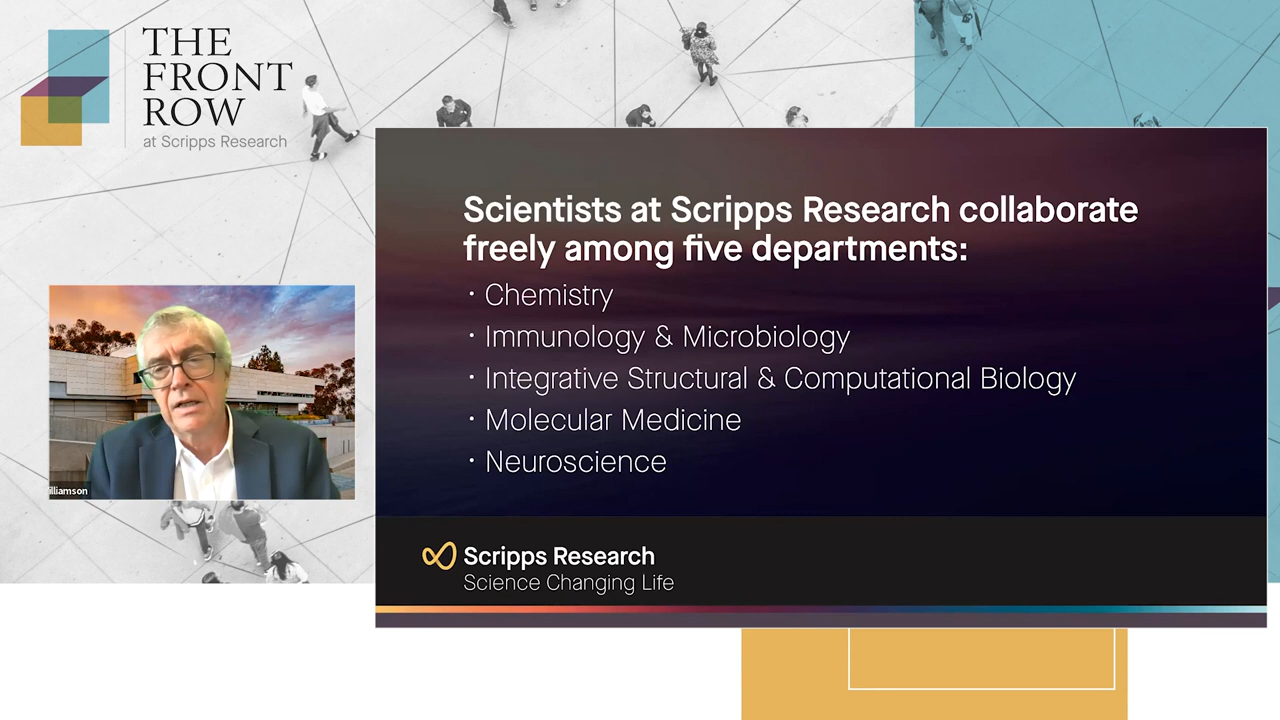 THE
FRONT
ROW
at Scripps Research
Scientists at Scripps Research collaborate
freely among five departments:
· Chemistry
· Immunology & Microbiology
· Integrative Structural & Computational Biology
· Molecular Medicine
· Neuroscience
illiamson
Scripps Research
Science Changing Life